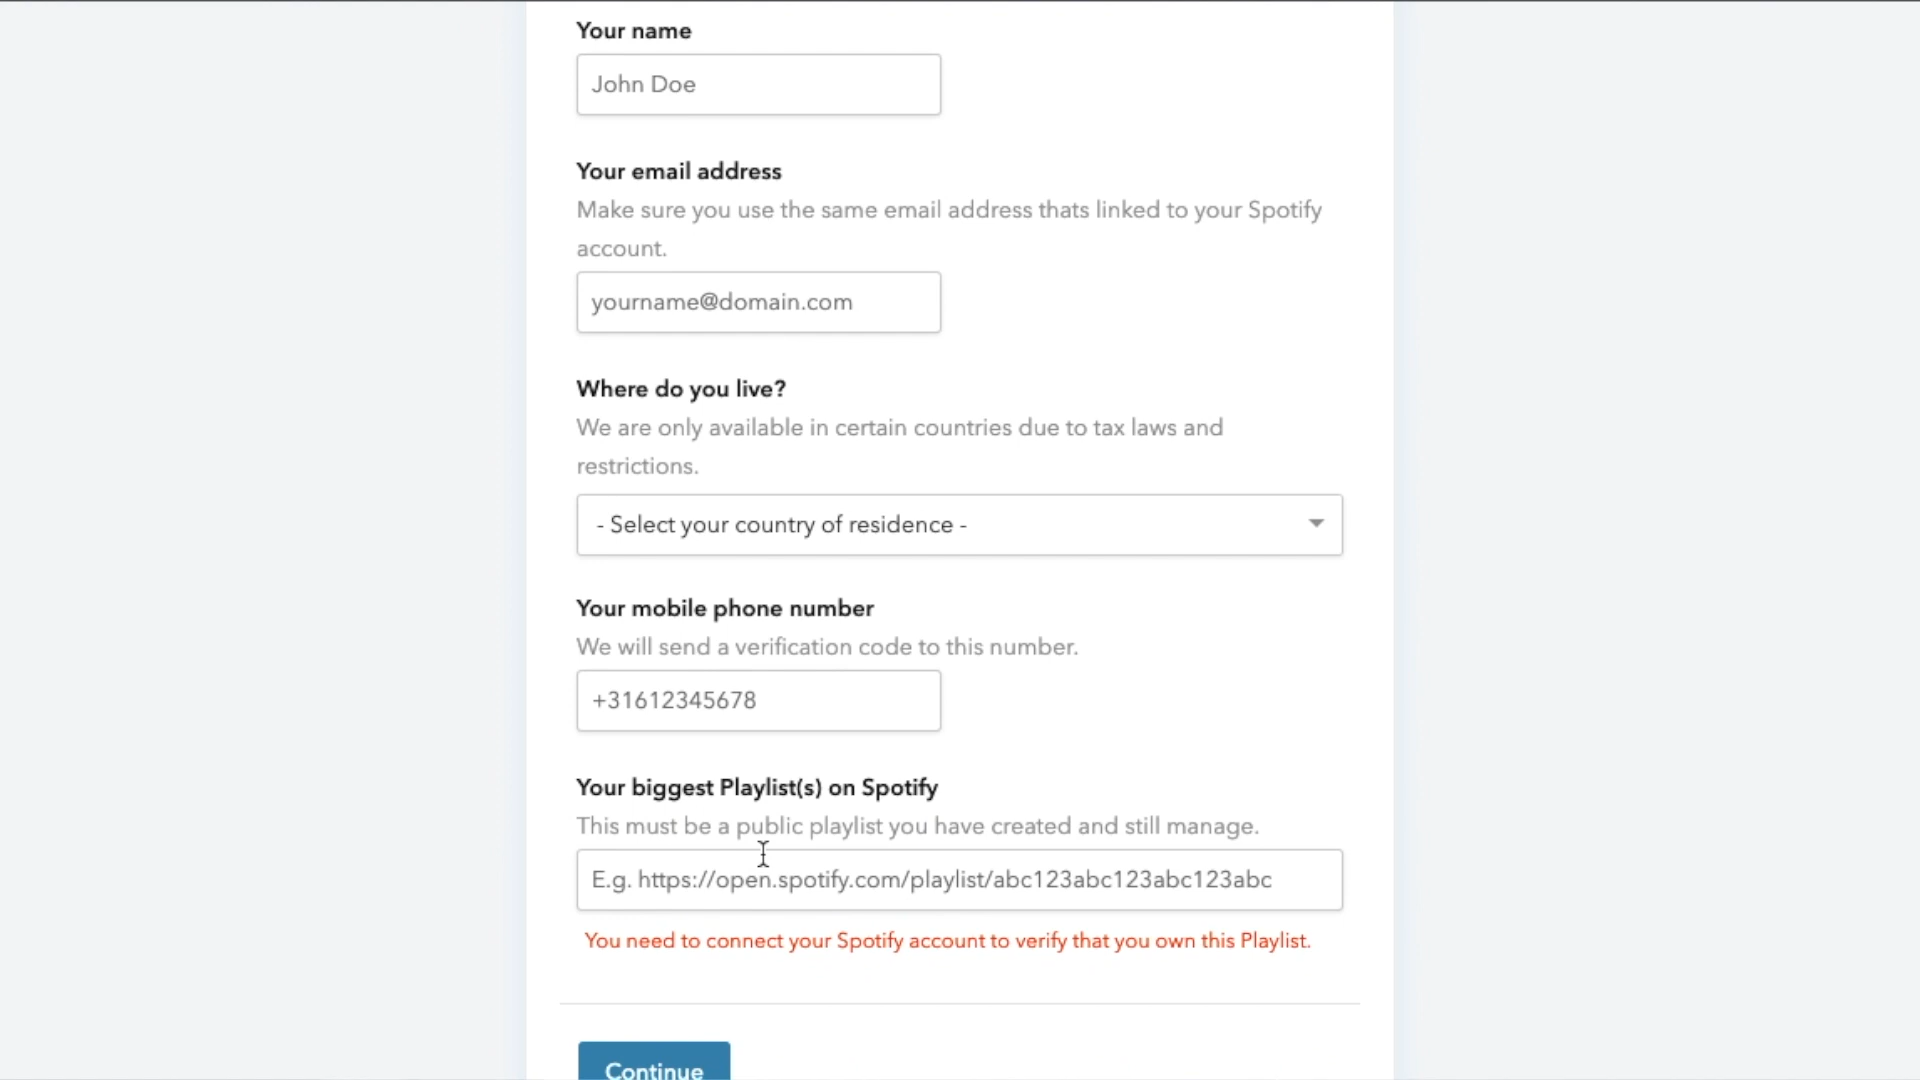 Your name
John Doe
Your email address
Make sure you use the same email address thats linked to your Spotify
account.
yourname@domain.com
Where do you live?
We are only available in certain countries due to tax laws and
restrictions.
- Select your country of residence -
Your mobile phone number
We will send a verification code to this number.
+31612345678
Your biggest Playlist(s) on Spotify
This must be a public playlist you have created and still manage.
E.g. https://open.spotify.com/playlist/abc123abc123abc123abc
You need to connect your Spotify account to verify that you own this Playlist.
Continue